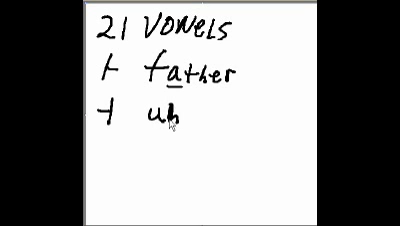 21 Vowels
ㅏ father
ㅓ uh